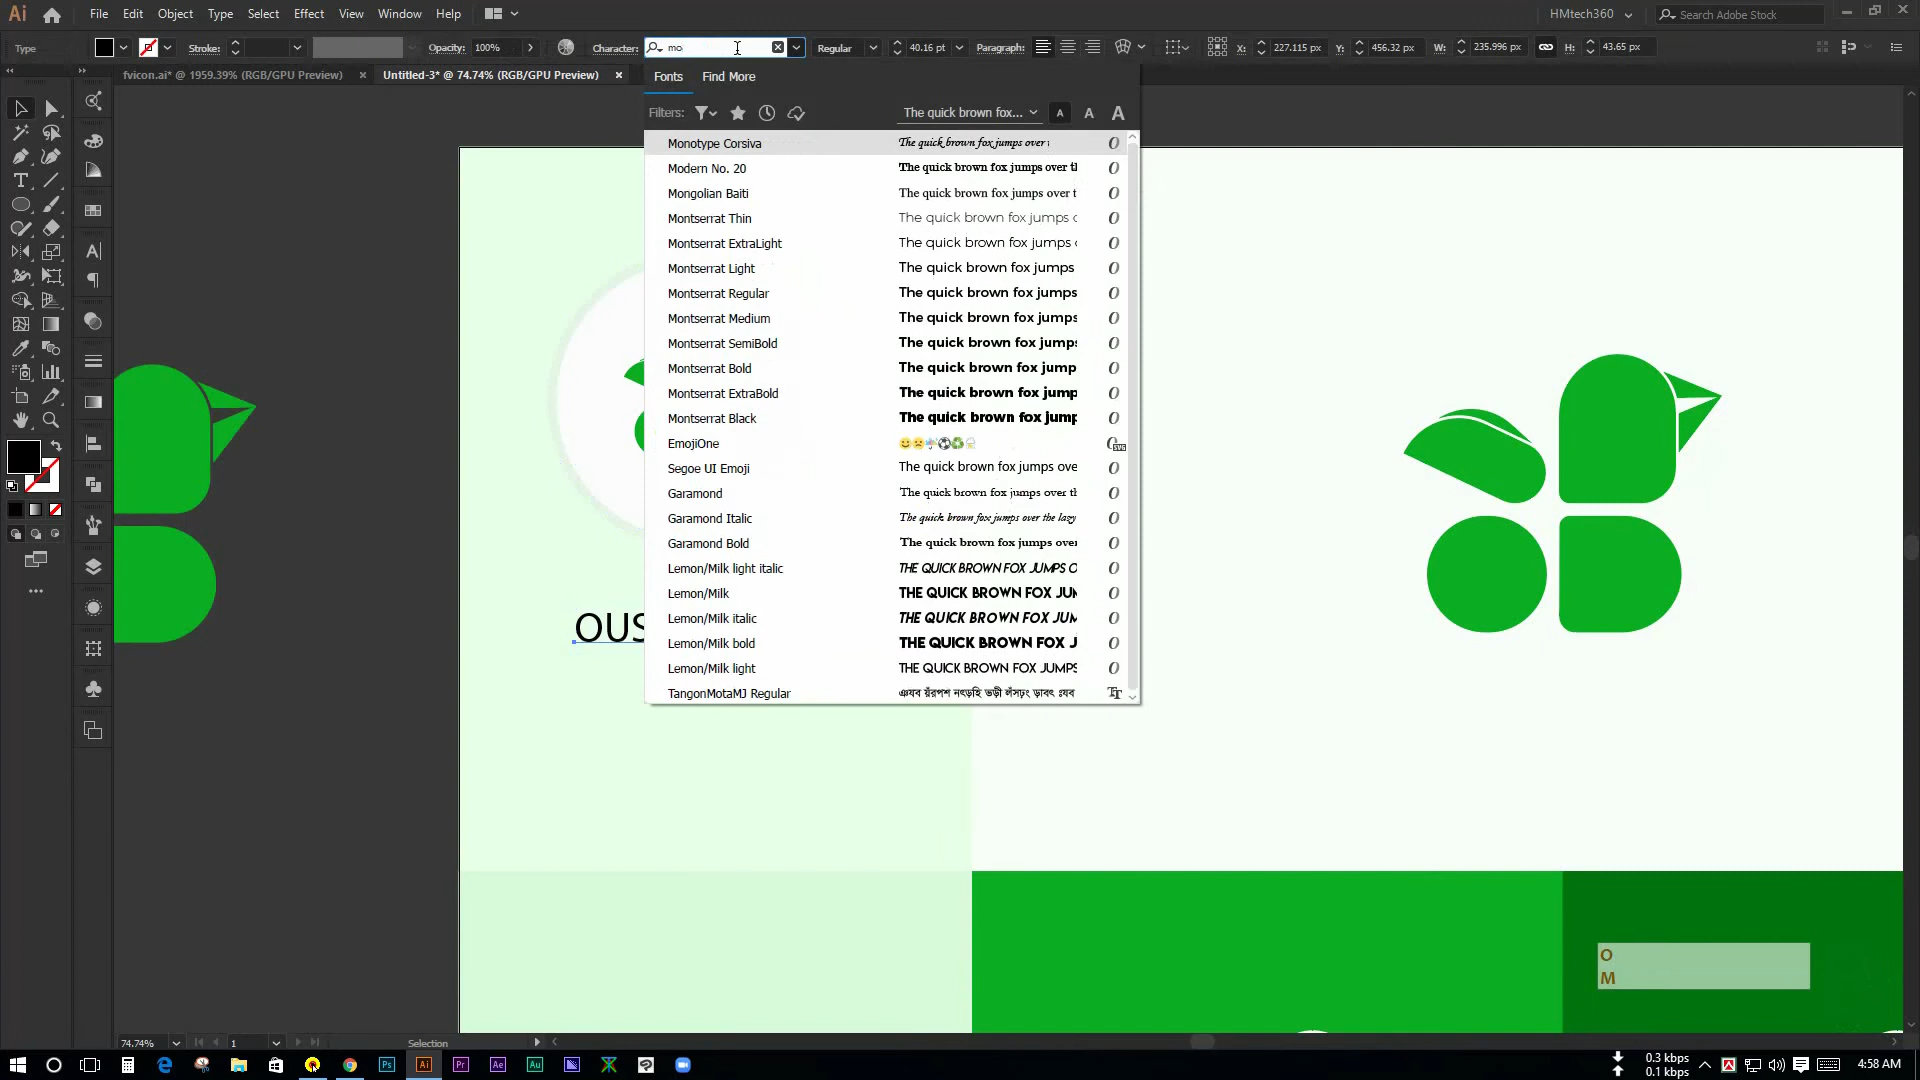 Ai File Edit Object Type Select Effect View Window Help HMtech360 Search Adobe Stock
Type Stroke: Opacity: 100% Character: mo Regular 40.16 pt Paragraph: X: 227.115 px Y: 456.32 px W: 235.996 px H: 43.65 px
fvicon.ai* @ 1959.39% (RGB/GPU Preview) × Untitled-3* @ 74.74% (RGB/GPU Preview) ×
Fonts Find More
Filters: The quick brown fox... A A A
Monotype Corsiva The quick brown fox jumps over
Modern No. 20 The quick brown fox jumps over th
Mongolian Baiti The quick brown fox jumps over t
Montserrat Thin The quick brown fox jumps
Montserrat ExtraLight The quick brown fox jumps
Montserrat Light The quick brown fox jumps
Montserrat Regular The quick brown fox jumps
Montserrat Medium The quick brown fox jumps
Montserrat SemiBold The quick brown fox jumps
Montserrat Bold The quick brown fox jump
Montserrat ExtraBold The quick brown fox jump
Montserrat Black The quick brown fox jump
EmojiOne 😀😕☔⚽♻
Segoe UI Emoji The quick brown fox jumps ove
Garamond The quick brown fox jumps over th
Garamond Italic The quick brown fox jumps over the lazy
Garamond Bold The quick brown fox jumps over
Lemon/Milk light italic THE QUICK BROWN FOX JUMPS O
Lemon/Milk THE QUICK BROWN FOX JUM
Lemon/Milk italic THE QUICK BROWN FOX JUM
Lemon/Milk bold THE QUICK BROWN FOX J
Lemon/Milk light THE QUICK BROWN FOX JUMPS
TangonMotaMJ Regular
OUS
O
M
74.74% 1 Selection
Ps Ai Pr Ae Au 0.3 kbps
0.1 kbps 4:58 AM